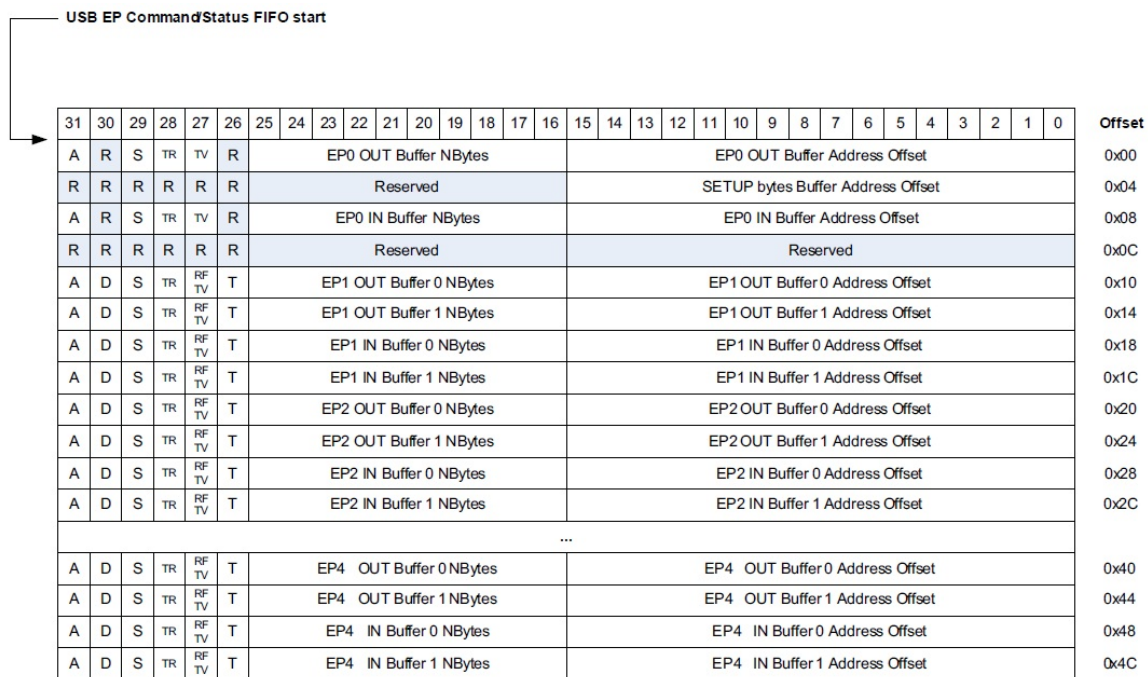 USB EP Command/Status FIFO start
31 30 29 28 27 26 25 24 23 22 21 20 19 18 17 16 15 14 13 12 11 10 9 8 7 6 5 4 3 2 1 0 Offset
A R S TR TV R EP0 OUT Buffer NBytes EP0 OUT Buffer Address Offset 0x00
R R R R R R Reserved SETUP bytes Buffer Address Offset 0x04
A R S TR TV R EP0 IN Buffer NBytes EP0 IN Buffer Address Offset 0x08
R R R R R R Reserved Reserved 0x0C
A D S TR RF TV T EP1 OUT Buffer 0 NBytes EP1 OUT Buffer 0 Address Offset 0x10
A D S TR RF TV T EP1 OUT Buffer 1 NBytes EP1 OUT Buffer 1 Address Offset 0x14
A D S TR RF TV T EP1 IN Buffer 0 NBytes EP1 IN Buffer 0 Address Offset 0x18
A D S TR RF TV T EP1 IN Buffer 1 NBytes EP1 IN Buffer 1 Address Offset 0x1C
A D S TR RF TV T EP2 OUT Buffer 0 NBytes EP2 OUT Buffer 0 Address Offset 0x20
A D S TR RF TV T EP2 OUT Buffer 1 NBytes EP2 OUT Buffer 1 Address Offset 0x24
A D S TR RF TV T EP2 IN Buffer 0 NBytes EP2 IN Buffer 0 Address Offset 0x28
A D S TR RF TV T EP2 IN Buffer 1 NBytes EP2 IN Buffer 1 Address Offset 0x2C
...
A D S TR RF TV T EP4 OUT Buffer 0 NBytes EP4 OUT Buffer 0 Address Offset 0x40
A D S TR RF TV T EP4 OUT Buffer 1 NBytes EP4 OUT Buffer 1 Address Offset 0x44
A D S TR RF TV T EP4 IN Buffer 0 NBytes EP4 IN Buffer 0 Address Offset 0x48
A D S TR RF TV T EP4 IN Buffer 1 NBytes EP4 IN Buffer 1 Address Offset 0x4C